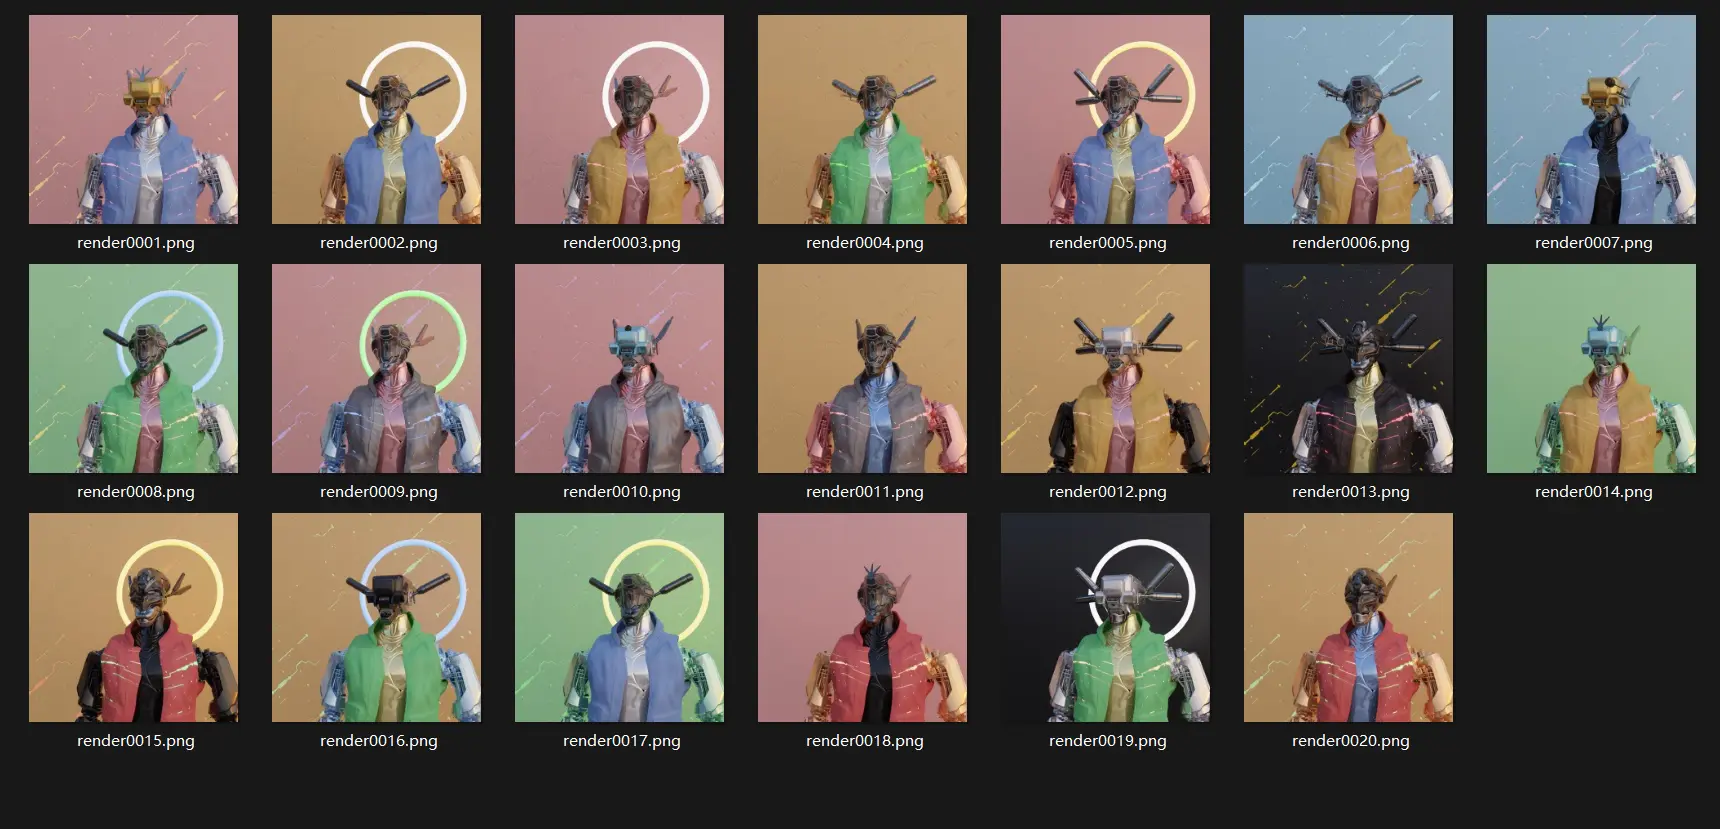 render0001.png
render0002.png
render0003.png
render0004.png
render0005.png
render0006.png
render0007.png
render0008.png
render0009.png
render0010.png
render0011.png
render0012.png
render0013.png
render0014.png
render0015.png
render0016.png
render0017.png
render0018.png
render0019.png
render0020.png